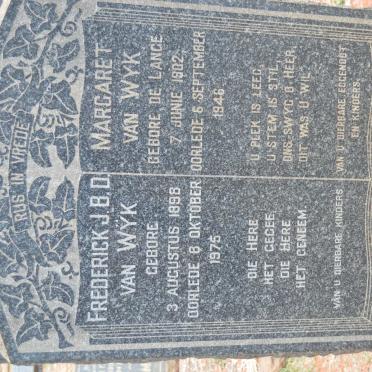 RUS IN VREDE
FREDERICK J.B.D.
VAN WYK
GEBORE
3 AUGUSTUS 1898
OORLEDE 6 OKTOBER
1975
DIE HERE
HET GEGEE,
DIE HERE
HET GENEEM.
VAN U DIERBARE KINDERS
MARGARET
VAN WYK
GEBORE DE LANGE
7 JUNIE 1902
OORLEDE 8 SEPTEMBER
1946
U PLEK IS LEEG,
U STEM IS STIL,
ONS SWYG O HEER,
DIT WAS U WIL.
VAN U DIERBARE EGGENOOT
EN KINDERS.